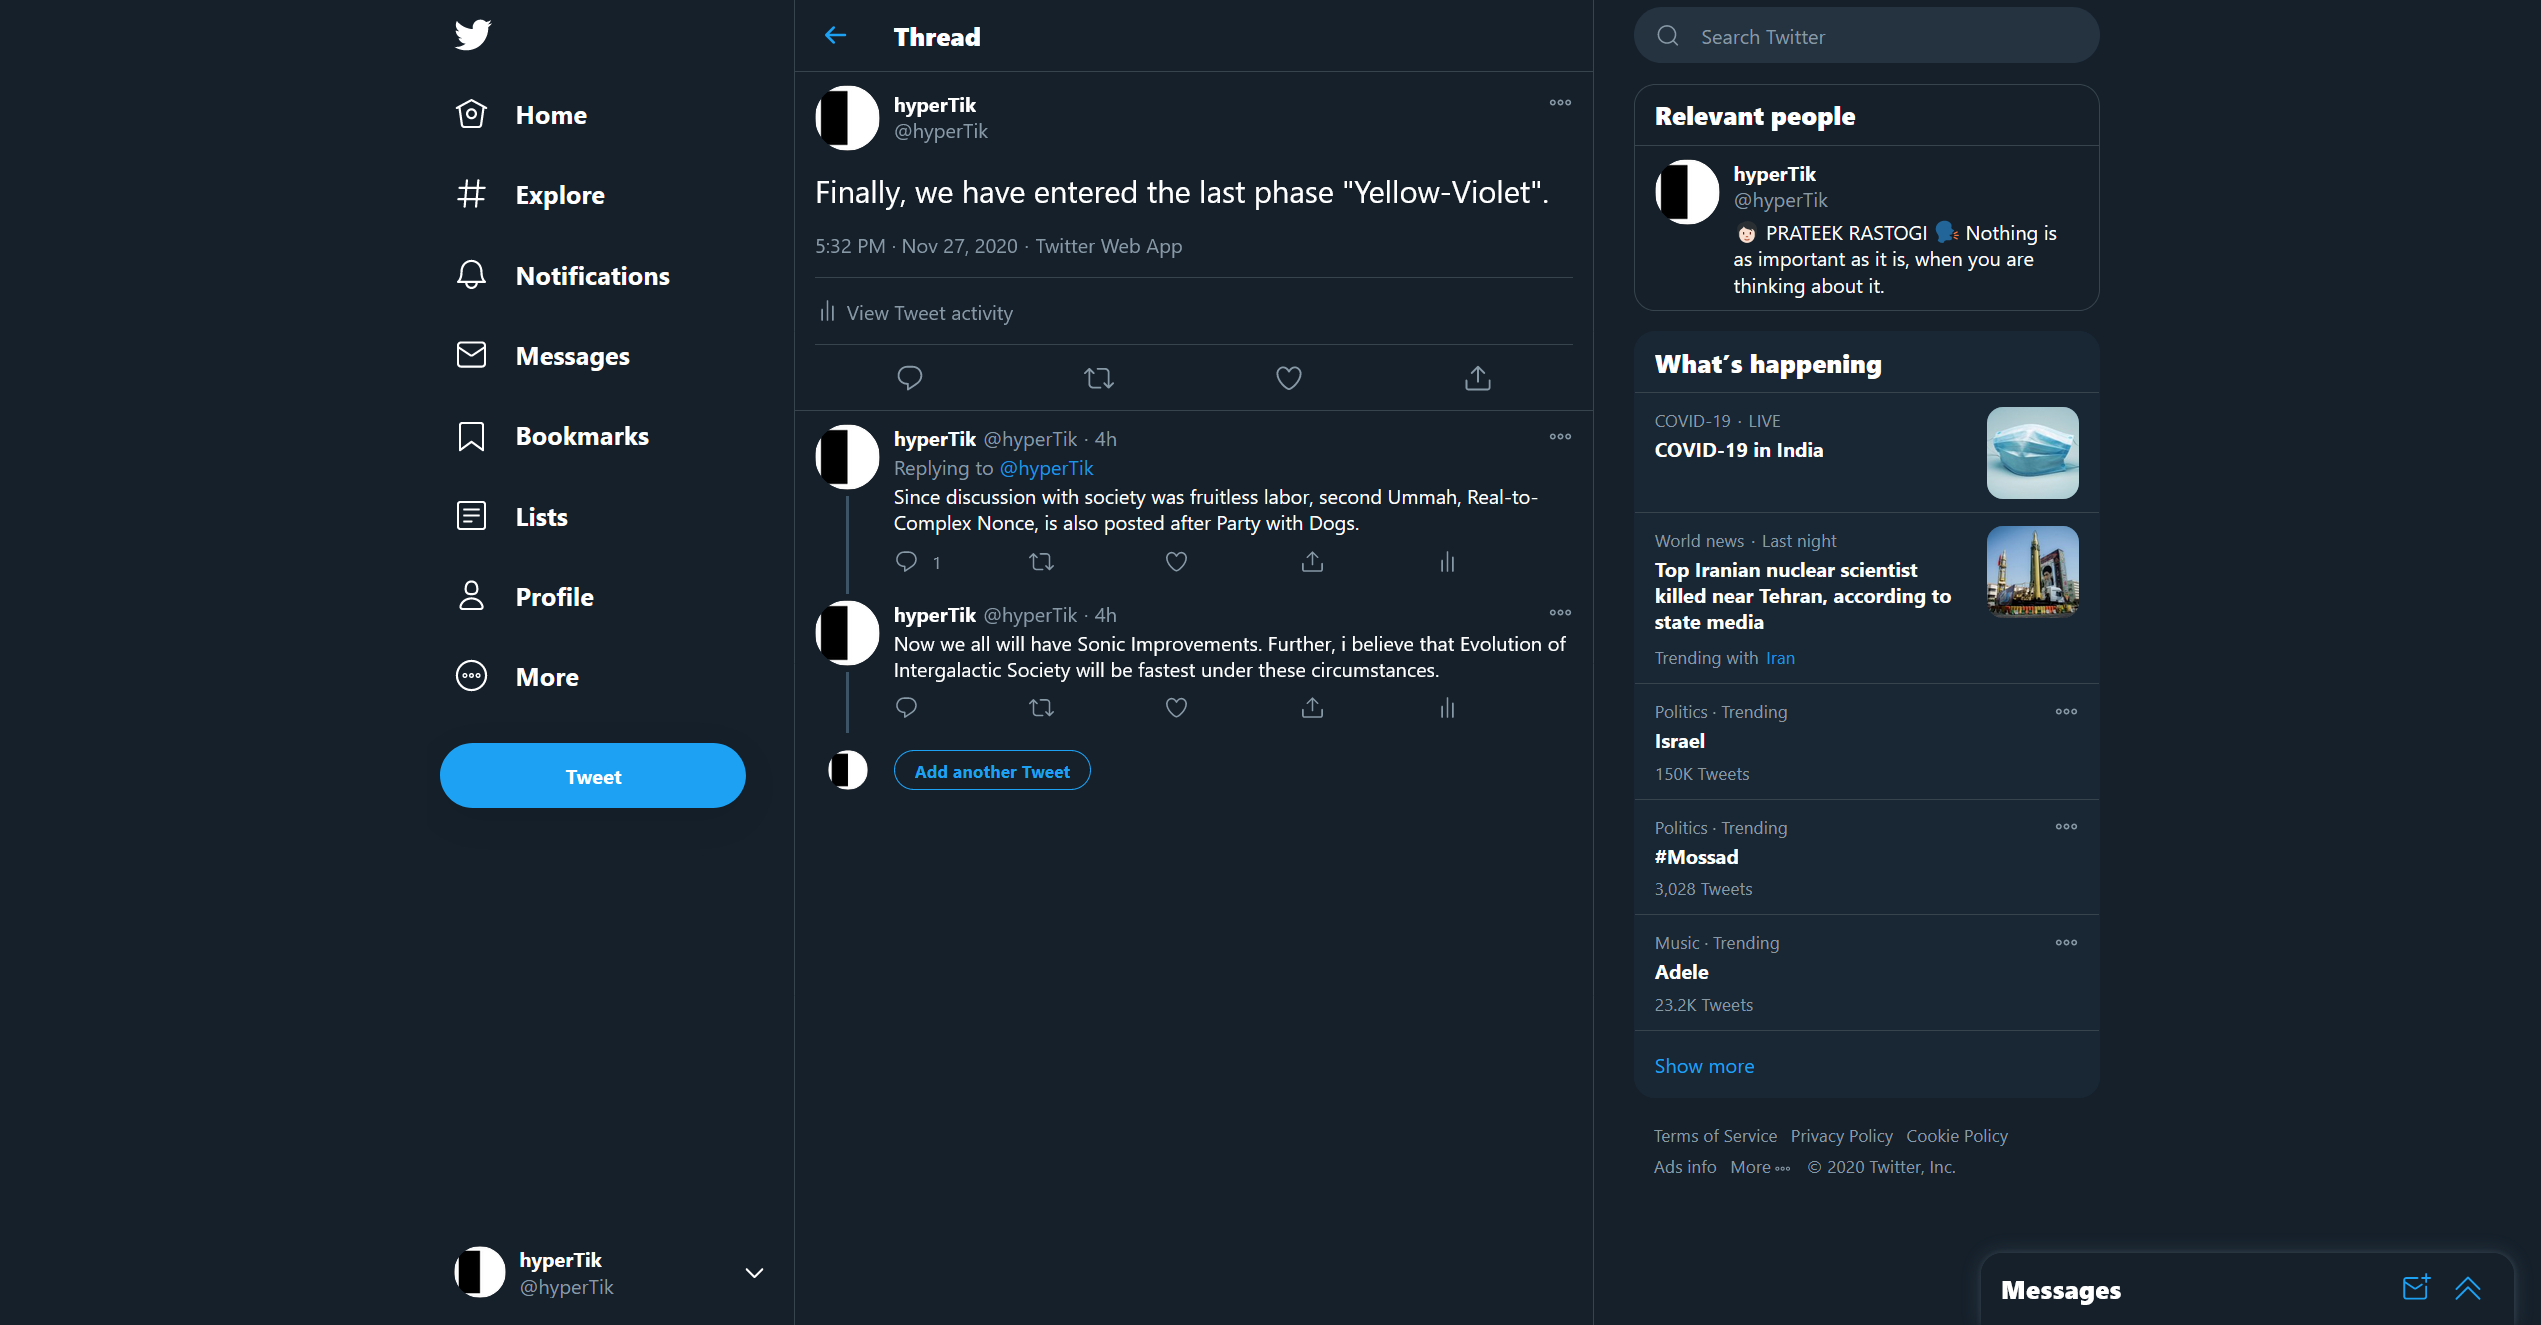 Home
Explore
Notifications
Messages
Bookmarks
Lists
Profile
More
Tweet
hyperTik
@hyperTik
Thread
hyperTik
@hyperTik
Finally, we have entered the last phase "Yellow-Violet".
5:32 PM · Nov 27, 2020 · Twitter Web App
View Tweet activity
hyperTik @hyperTik · 4h
Replying to @hyperTik
Since discussion with society was fruitless labor, second Ummah, Real-to-
Complex Nonce, is also posted after Party with Dogs.
1
hyperTik @hyperTik · 4h
Now we all will have Sonic Improvements. Further, i believe that Evolution of
Intergalactic Society will be fastest under these circumstances.
Add another Tweet
Search Twitter
Relevant people
hyperTik
@hyperTik
PRATEEK RASTOGI Nothing is
as important as it is, when you are
thinking about it.
What's happening
COVID-19 · LIVE
COVID-19 in India
World news · Last night
Top Iranian nuclear scientist
killed near Tehran, according to
state media
Trending with Iran
Politics · Trending
Israel
150K Tweets
Politics · Trending
#Mossad
3,028 Tweets
Music · Trending
Adele
23.2K Tweets
Show more
Terms of Service Privacy Policy Cookie Policy
Ads info More © 2020 Twitter, Inc.
Messages